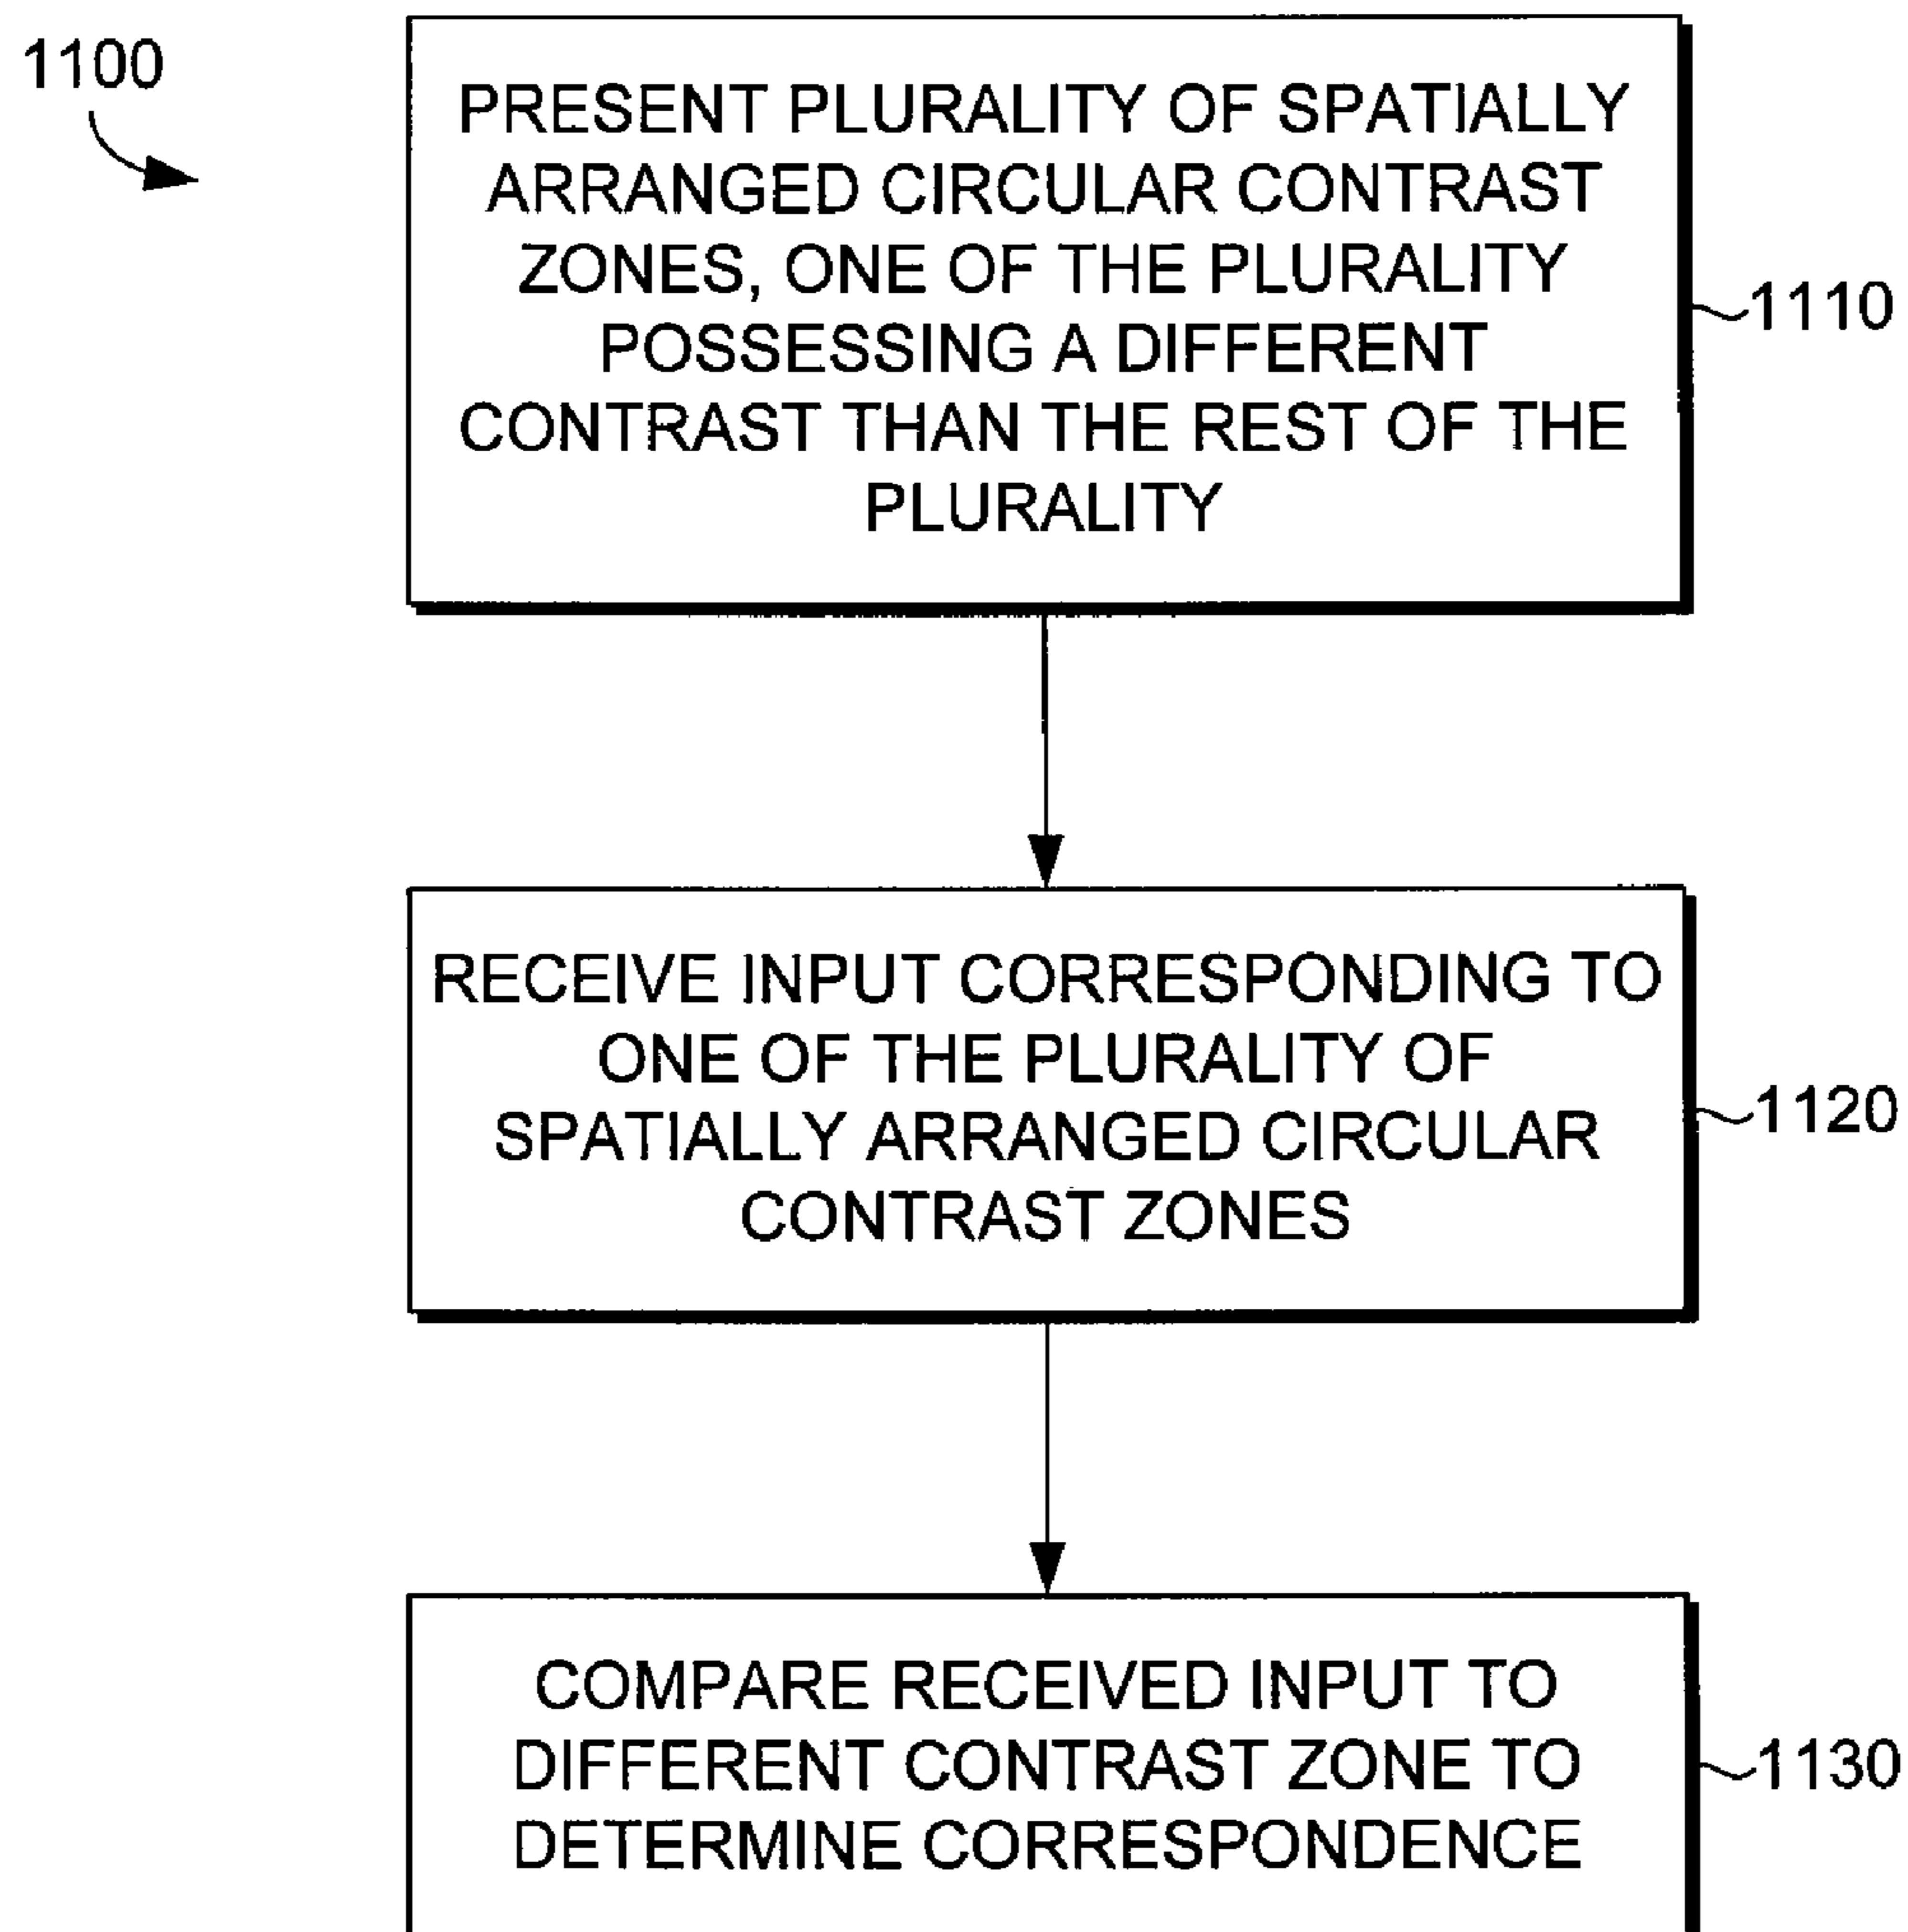 1100
PRESENT PLURALITY OF SPATIALLY
ARRANGED CIRCULAR CONTRAST
ZONES, ONE OF THE PLURALITY
POSSESSING A DIFFERENT
CONTRAST THAN THE REST OF THE
PLURALITY
1110
RECEIVE INPUT CORRESPONDING TO
ONE OF THE PLURALITY OF
SPATIALLY ARRANGED CIRCULAR
CONTRAST ZONES
1120
COMPARE RECEIVED INPUT TO
DIFFERENT CONTRAST ZONE TO
DETERMINE CORRESPONDENCE
1130